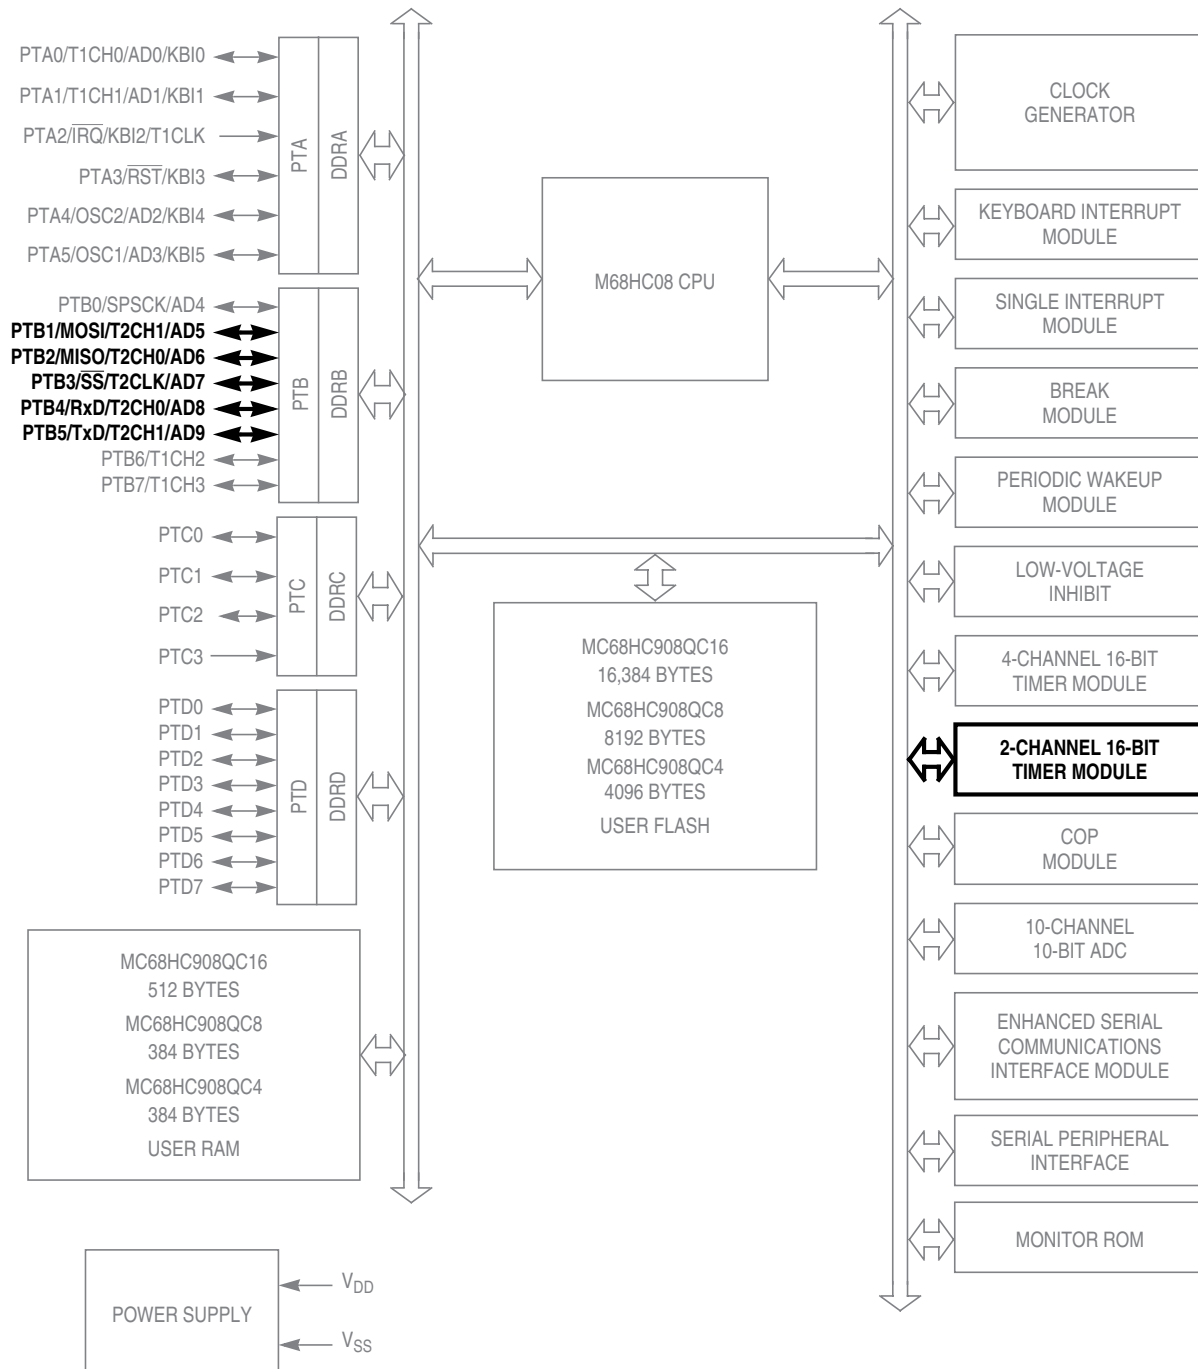 PTA0/T1CH0/AD0/KBI0
PTA1/T1CH1/AD1/KBI1
PTA2/I̅R̅Q̅/KBI2/T1CLK
PTA3/R̅S̅T̅/KBI3
PTA4/OSC2/AD2/KBI4
PTA5/OSC1/AD3/KBI5
PTA
DDRA
PTB0/SPSCK/AD4
PTB1/MOSI/T2CH1/AD5
PTB2/MISO/T2CH0/AD6
PTB3/S̅S̅/T2CLK/AD7
PTB4/RxD/T2CH0/AD8
PTB5/TxD/T2CH1/AD9
PTB6/T1CH2
PTB7/T1CH3
PTB
DDRB
PTC0
PTC1
PTC2
PTC3
PTC
DDRC
PTD0
PTD1
PTD2
PTD3
PTD4
PTD5
PTD6
PTD7
PTD
DDRD
MC68HC908QC16
512 BYTES
MC68HC908QC8
384 BYTES
MC68HC908QC4
384 BYTES
USER RAM
POWER SUPPLY
VDD
VSS
M68HC08 CPU
MC68HC908QC16
16,384 BYTES
MC68HC908QC8
8192 BYTES
MC68HC908QC4
4096 BYTES
USER FLASH
CLOCK
GENERATOR
KEYBOARD INTERRUPT
MODULE
SINGLE INTERRUPT
MODULE
BREAK
MODULE
PERIODIC WAKEUP
MODULE
LOW-VOLTAGE
INHIBIT
4-CHANNEL 16-BIT
TIMER MODULE
2-CHANNEL 16-BIT
TIMER MODULE
COP
MODULE
10-CHANNEL
10-BIT ADC
ENHANCED SERIAL
COMMUNICATIONS
INTERFACE MODULE
SERIAL PERIPHERAL
INTERFACE
MONITOR ROM